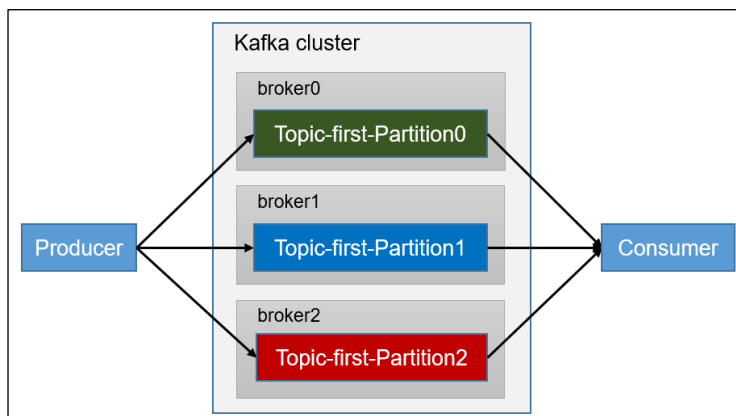 Kafka cluster
broker0
Topic-first-Partition0
broker1
Producer
Topic-first-Partition1
Consumer
broker2
Topic-first-Partition2